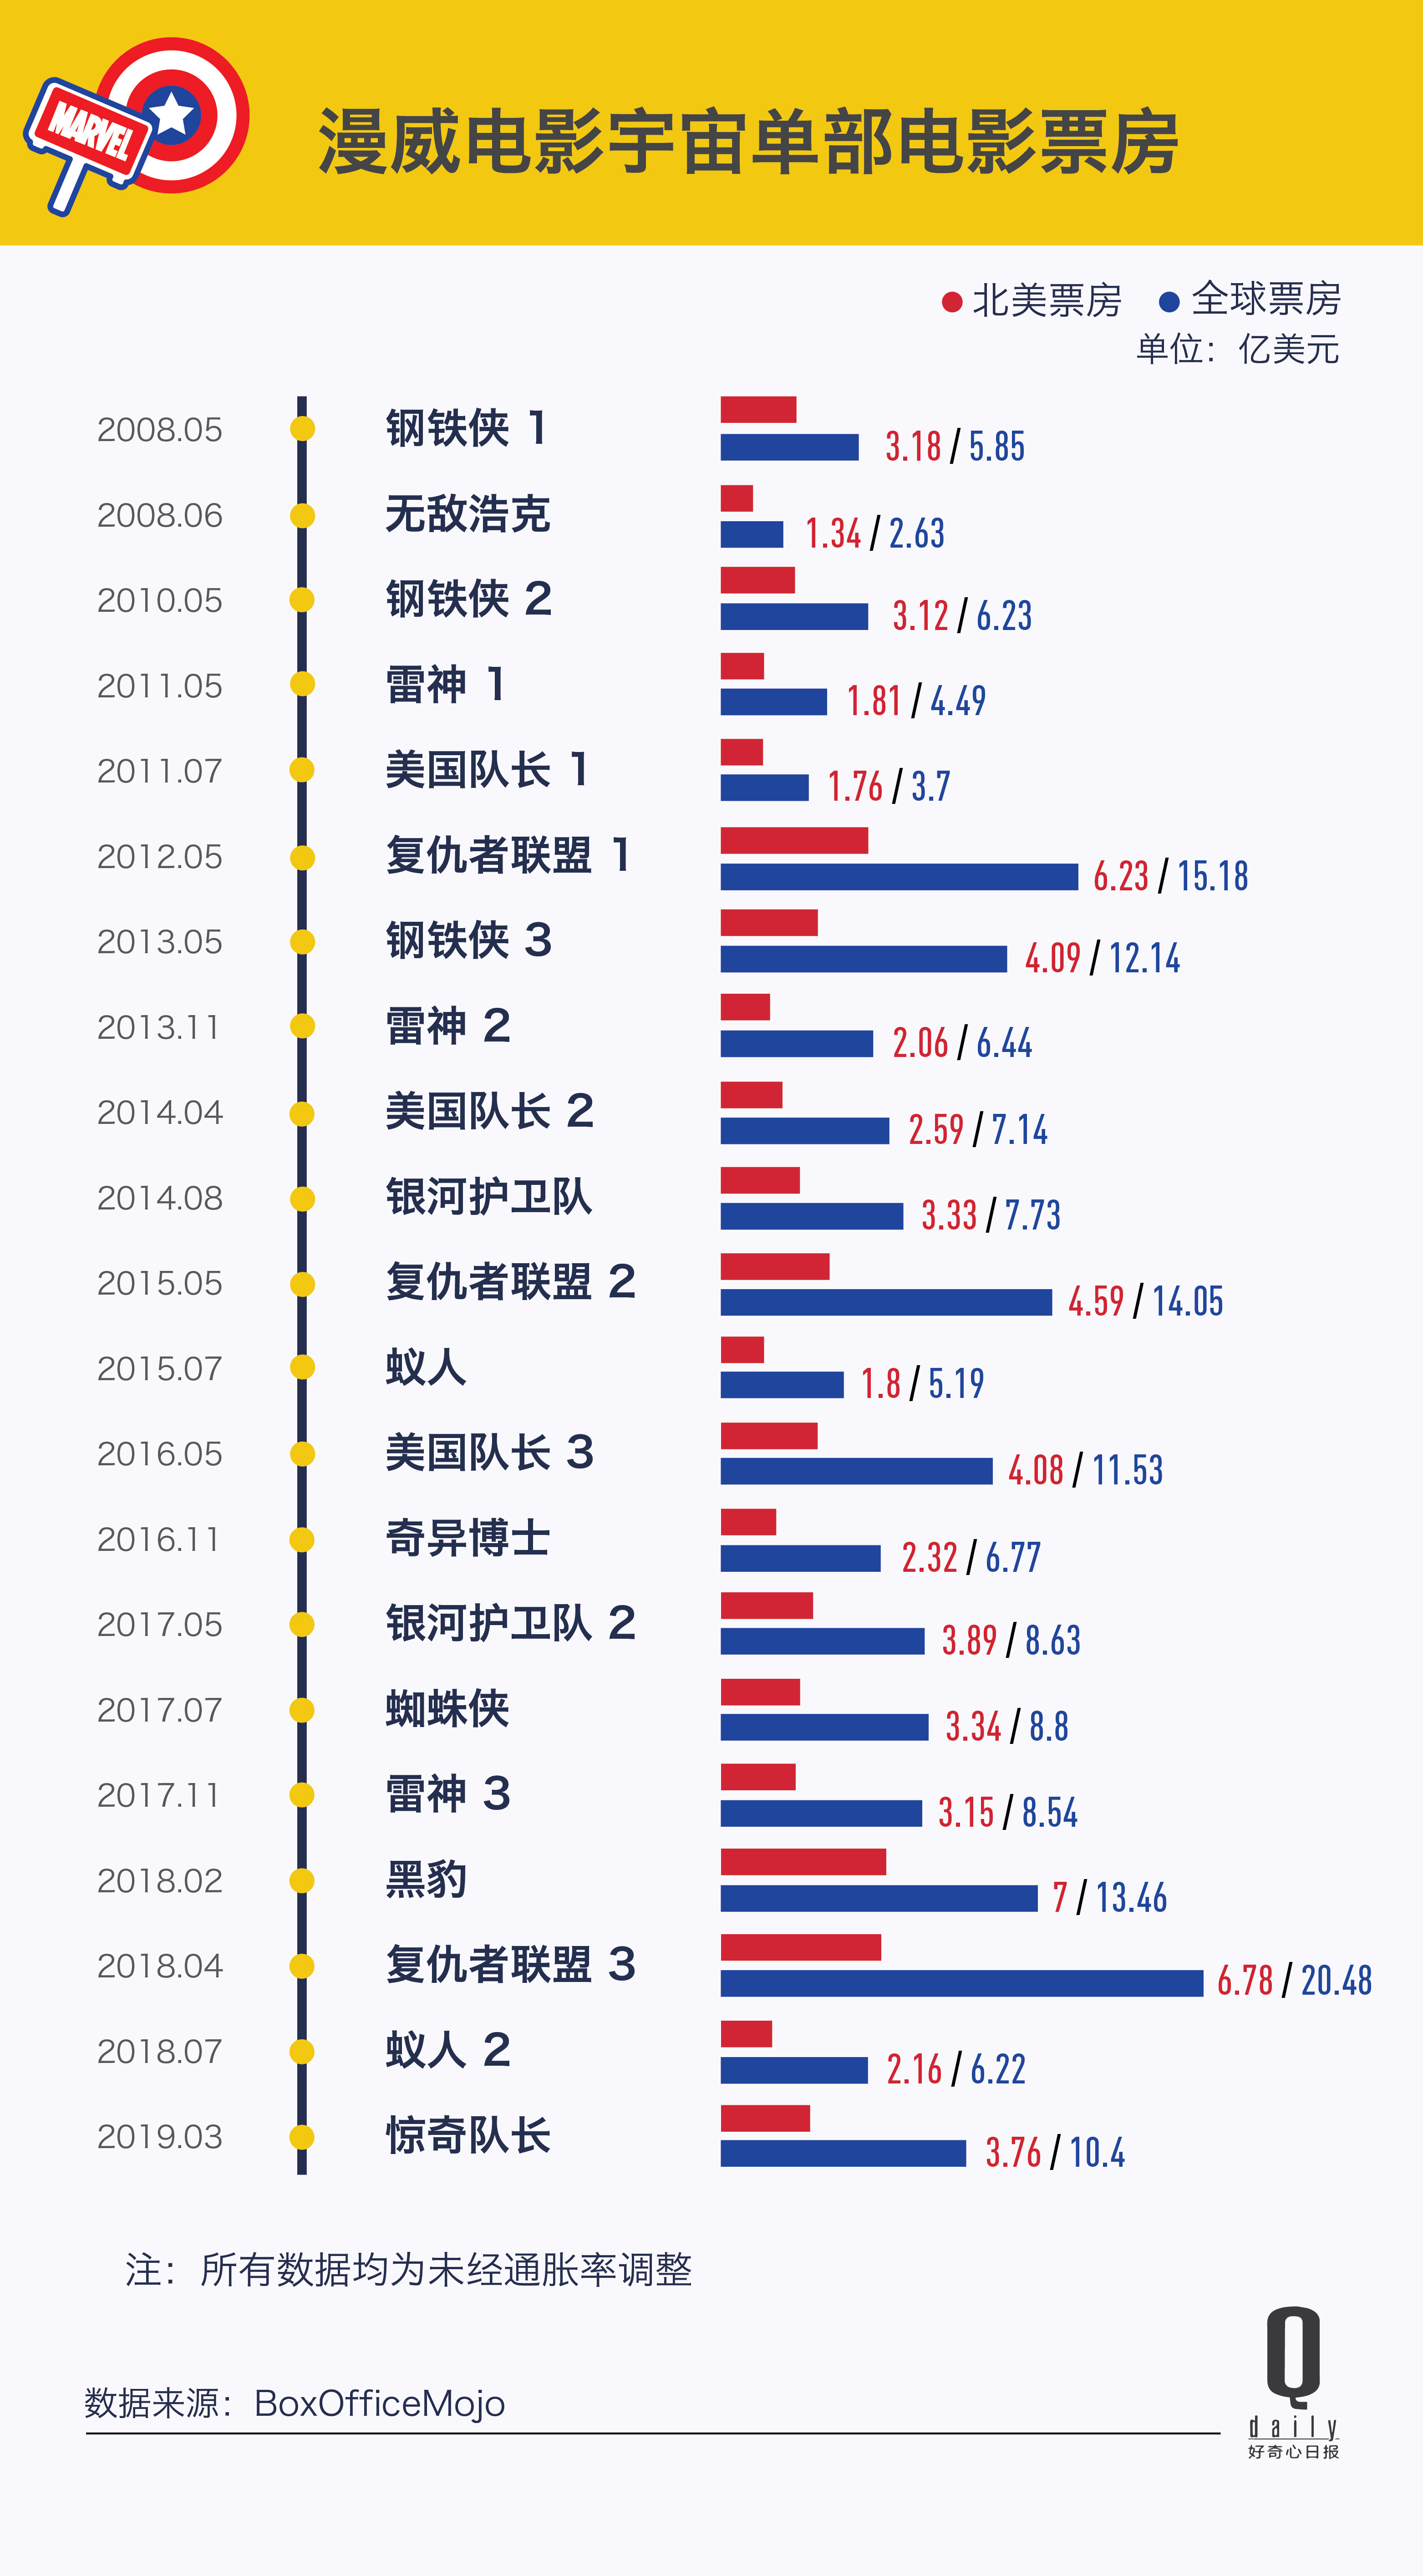 MARVEL
漫威电影宇宙单部电影票房
北美票房 全球票房
单位：亿美元
2008.05 钢铁侠 1 3.18 / 5.85
2008.06 无敌浩克 1.34 / 2.63
2010.05 钢铁侠 2 3.12 / 6.23
2011.05 雷神 1 1.81 / 4.49
2011.07 美国队长 1 1.76 / 3.7
2012.05 复仇者联盟 1 6.23 / 15.18
2013.05 钢铁侠 3 4.09 / 12.14
2013.11 雷神 2 2.06 / 6.44
2014.04 美国队长 2 2.59 / 7.14
2014.08 银河护卫队 3.33 / 7.73
2015.05 复仇者联盟 2 4.59 / 14.05
2015.07 蚁人 1.8 / 5.19
2016.05 美国队长 3 4.08 / 11.53
2016.11 奇异博士 2.32 / 6.77
2017.05 银河护卫队 2 3.89 / 8.63
2017.07 蜘蛛侠 3.34 / 8.8
2017.11 雷神 3 3.15 / 8.54
2018.02 黑豹 7 / 13.46
2018.04 复仇者联盟 3 6.78 / 20.48
2018.07 蚁人 2 2.16 / 6.22
2019.03 惊奇队长 3.76 / 10.4
注：所有数据均为未经通胀率调整
数据来源：BoxOfficeMojo
Q
daily
好奇心日报